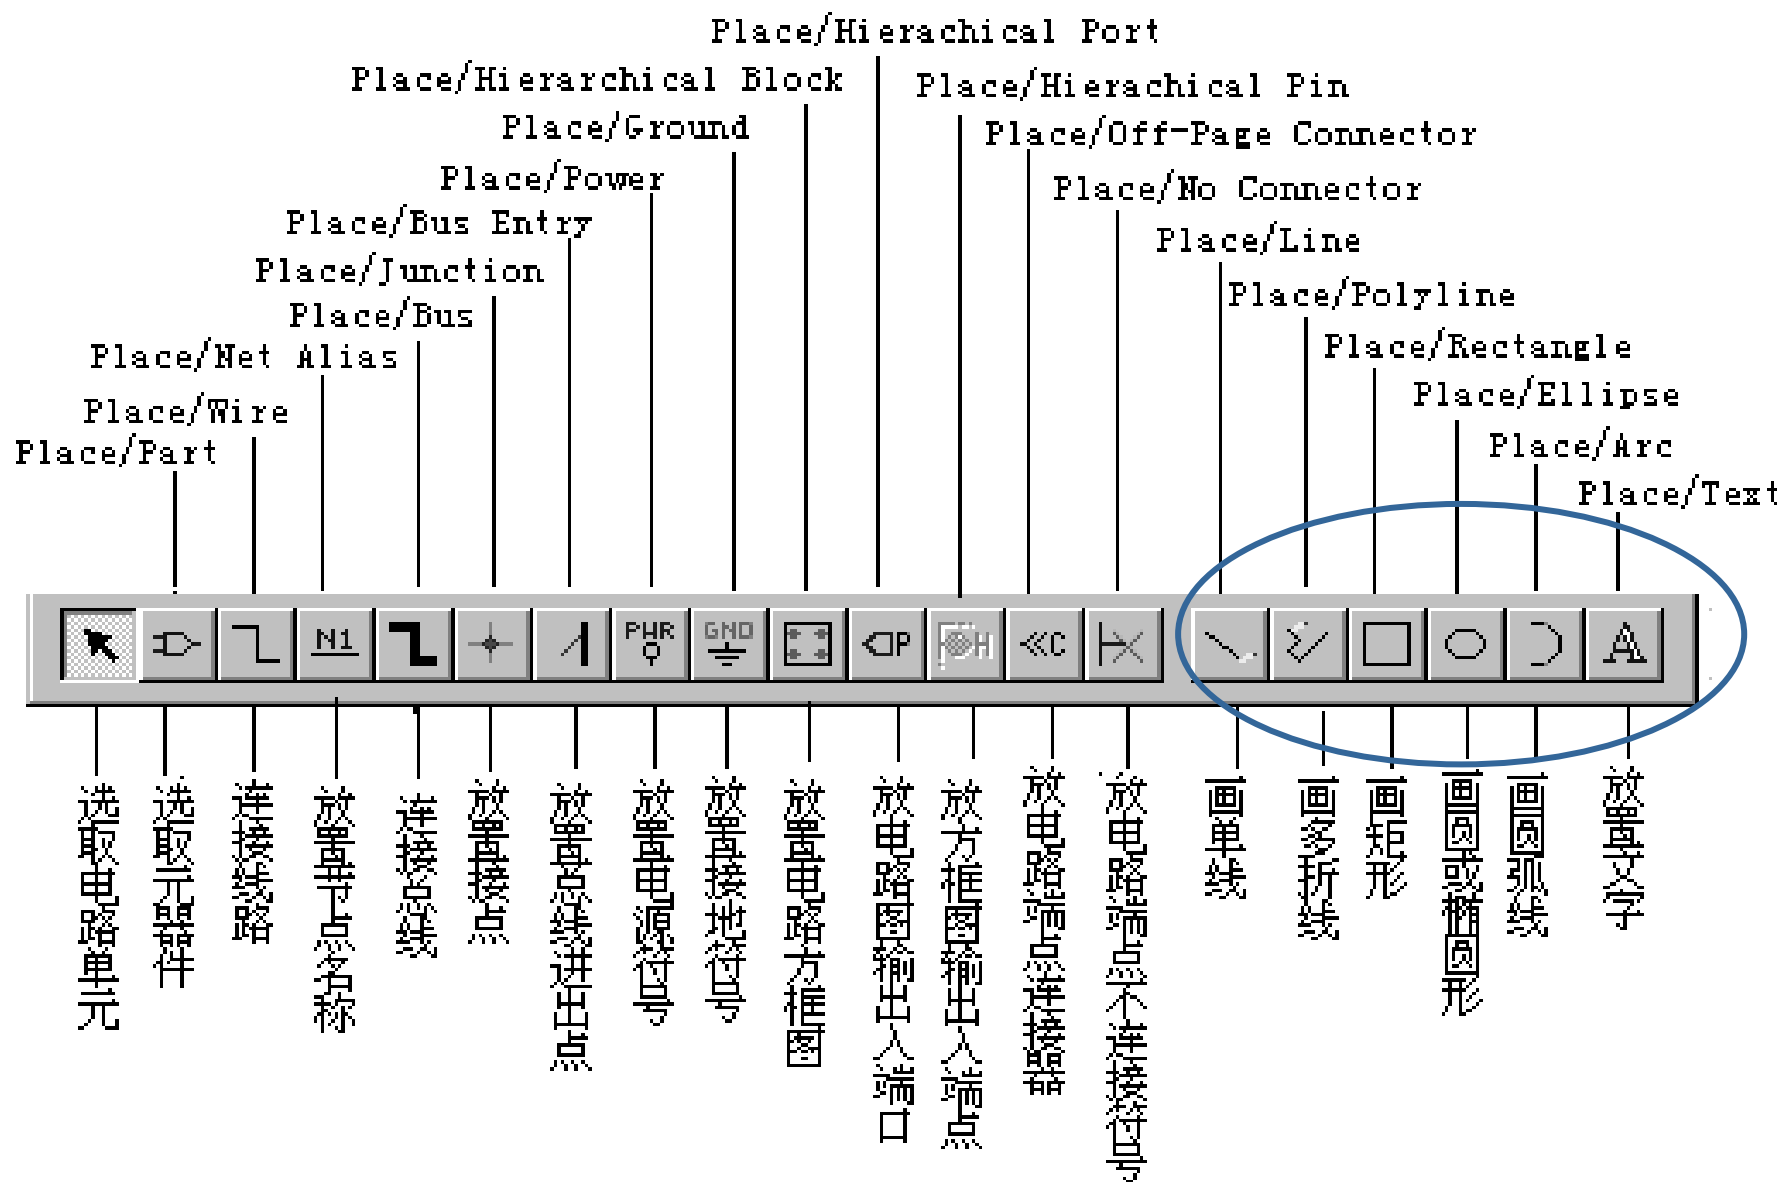 Place/Hierachical Port
Place/Hierarchical Block
Place/Hierachical Pin
Place/Ground
Place/Off-Page Connector
Place/Power
Place/No Connector
Place/Bus Entry
Place/Line
Place/Junction
Place/Polyline
Place/Bus
Place/Rectangle
Place/Net Alias
Place/Ellipse
Place/Wire
Place/Arc
Place/Part
Place/Text
N1
PWR
GND
P
H
C
A
选取电路单元
选取元器件
连接线路
放置节点名称
连接总线
放置接点
放置总线进出点
放置电源符号
放置接地符号
放置电路方框图
放电路图输出入端口
放方框图输出入端点
放电路端点连接器
放电路端点不连接符号
画单线
画多折线
画矩形
画圆或椭圆形
画圆弧线
放置文字